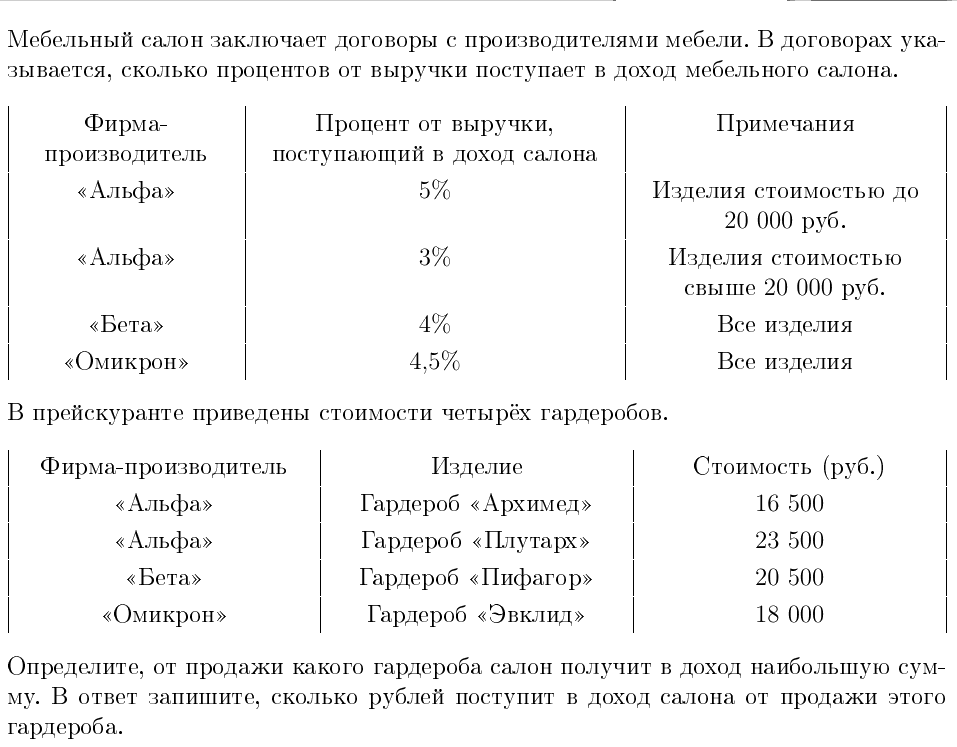 Мебельный салон заключает договоры с производителями мебели. В договорах ука-
зывается, сколько процентов от выручки поступает в доход мебельного салона.
Фирма-
производитель
Процент от выручки,
поступающий в доход салона
Примечания
«Альфа»
5%
Изделия стоимостью до
20 000 руб.
«Альфа»
3%
Изделия стоимостью
свыше 20 000 руб.
«Бета»
4%
Все изделия
«Омикрон»
4,5%
Все изделия
В прейскуранте приведены стоимости четырёх гардеробов.
Фирма-производитель
Изделие
Стоимость (руб.)
«Альфа»
Гардероб «Архимед»
16 500
«Альфа»
Гардероб «Плутарх»
23 500
«Бета»
Гардероб «Пифагор»
20 500
«Омикрон»
Гардероб «Эвклид»
18 000
Определите, от продажи какого гардероба салон получит в доход наибольшую сум-
му. В ответ запишите, сколько рублей поступит в доход салона от продажи этого
гардероба.